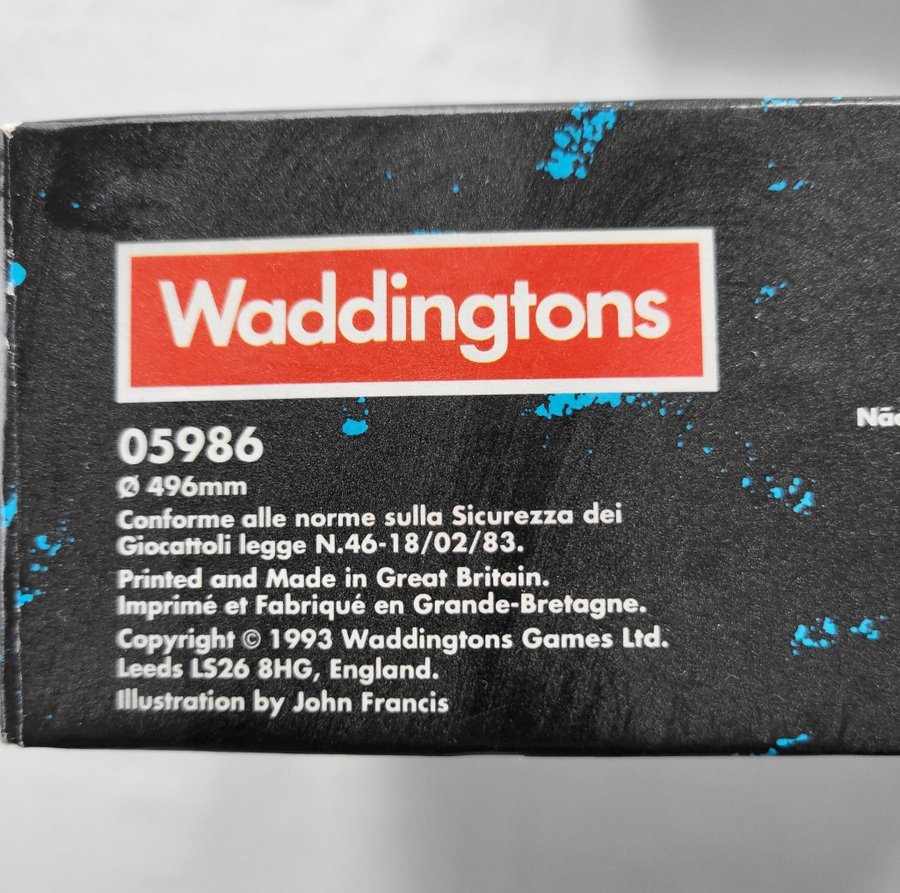 Waddingtons
05986
Ø 496mm
Conforme alle norme sulla Sicurezza dei
Giocattoli legge N.46-18/02/83.
Printed and Made in Great Britain.
Imprimé et Fabriqué en Grande-Bretagne.
Copyright © 1993 Waddingtons Games Ltd.
Leeds LS26 8HG, England.
Illustration by John Francis